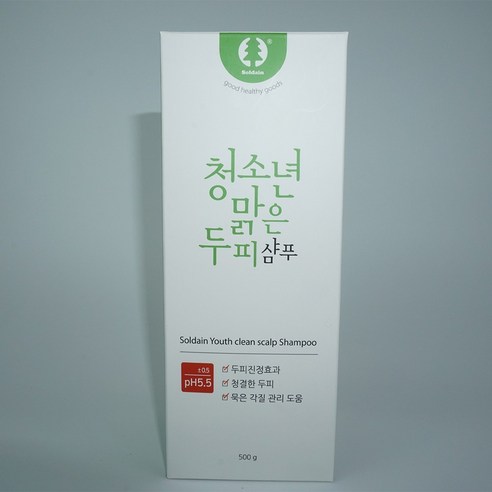 Soldain®
good healthy goods
청소년
맑은
두피샴푸
Soldain Youth clean scalp Shampoo
±0.5
pH5.5
두피진정효과
청결한 두피
묵은 각질 관리 도움
500 g